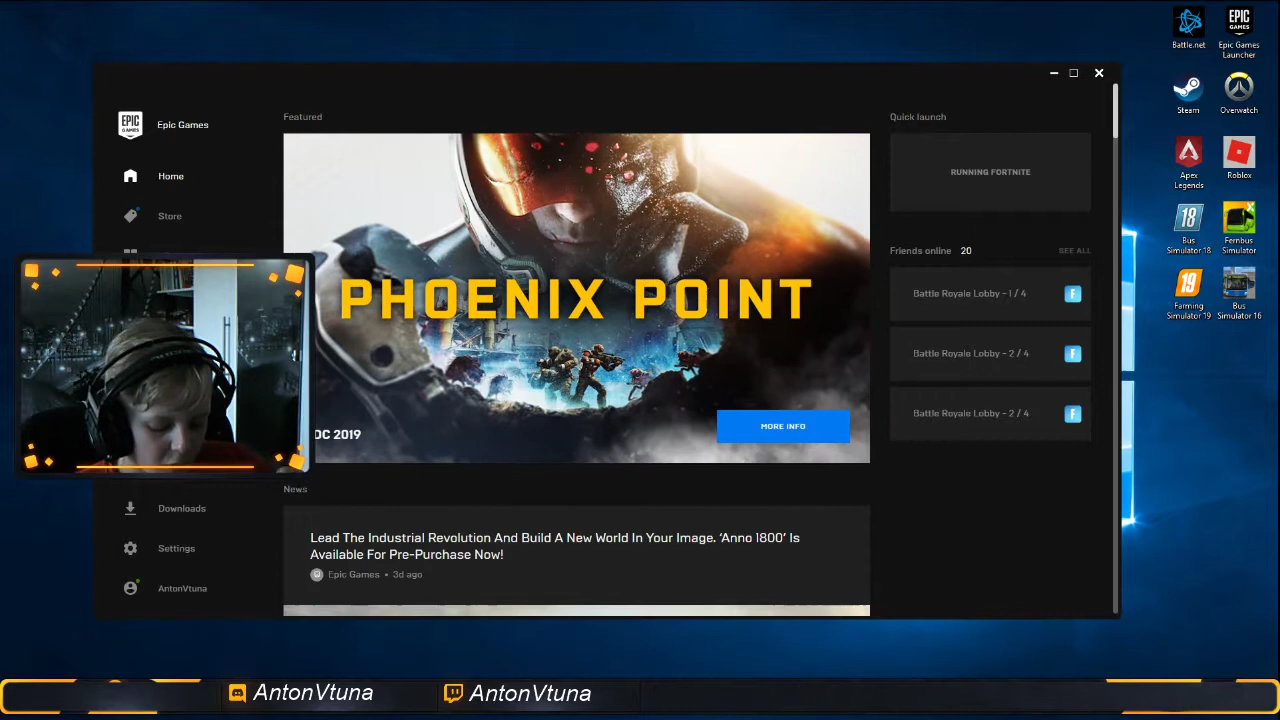 Battle.net
EPIC GAMES
Epic Games Launcher
Steam
Overwatch
Apex Legends
Roblox
18
Bus Simulator 18
Fernbus Simulator
19
Farming Simulator 19
Bus Simulator 16
EPIC GAMES
Epic Games
Home
Store
Downloads
Settings
AntonVtuna
Featured
PHOENIX POINT
DC 2019
MORE INFO
News
Lead The Industrial Revolution And Build A New World In Your Image. ‘Anno 1800’ Is
Available For Pre-Purchase Now!
Epic Games • 3d ago
Quick launch
RUNNING FORTNITE
Friends online 20
SEE ALL
Battle Royale Lobby - 1 / 4
F
Battle Royale Lobby - 2 / 4
F
Battle Royale Lobby - 2 / 4
F
AntonVtuna
AntonVtuna